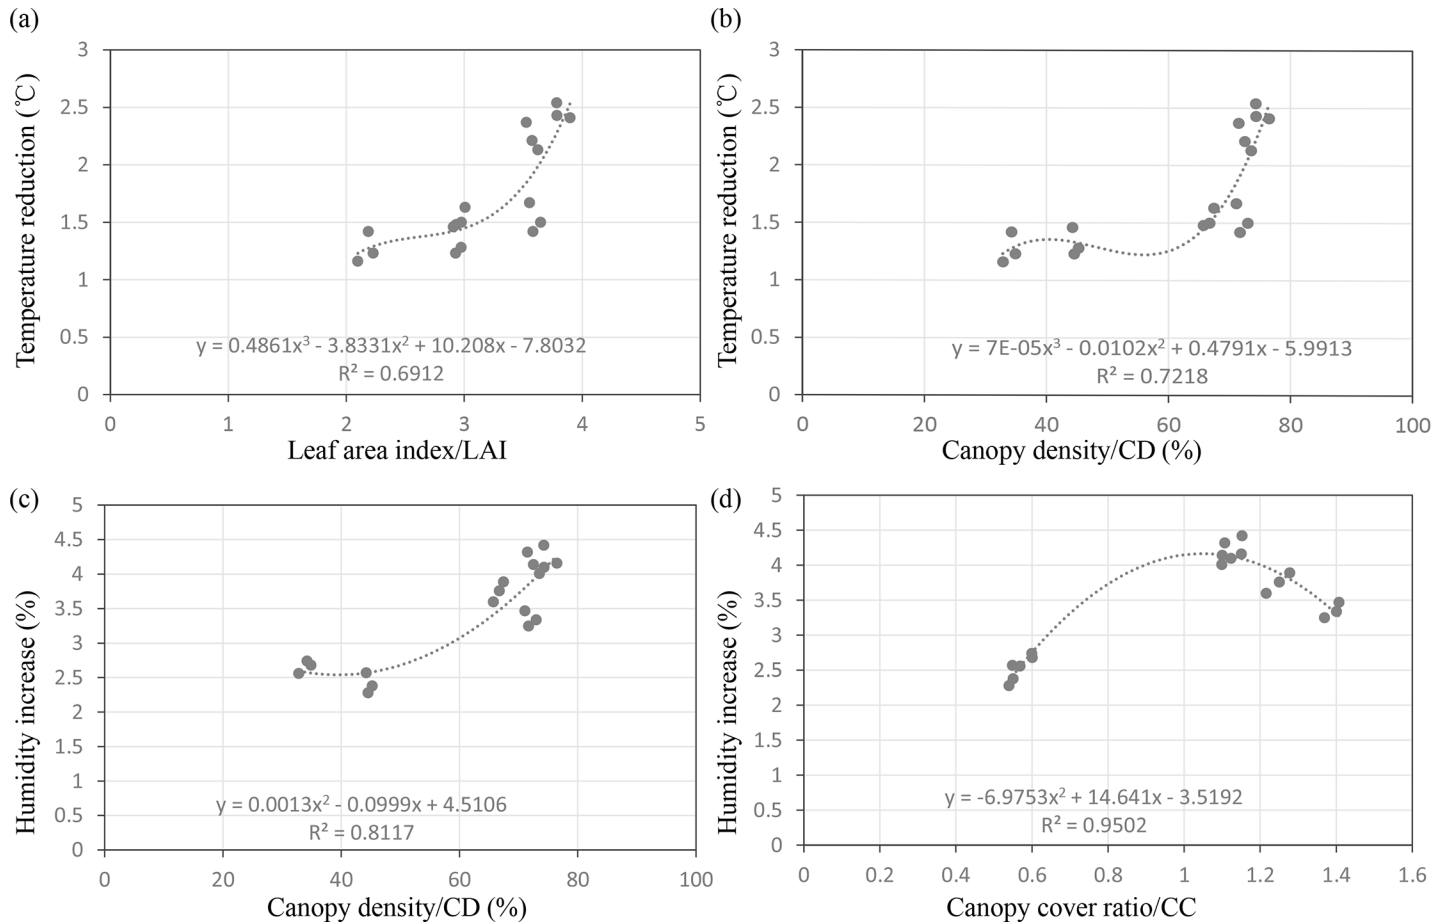 (a)
3
2.5
2
1.5
1
0.5
0
Temperature reduction (℃)
y = 0.4861x³ - 3.8331x² + 10.208x - 7.8032
R² = 0.6912
0 1 2 3 4 5
Leaf area index/LAI
(b)
3
2.5
2
1.5
1
0.5
0
Temperature reduction (℃)
y = 7E-05x³ - 0.0102x² + 0.4791x - 5.9913
R² = 0.7218
0 20 40 60 80 100
Canopy density/CD (%)
(c)
5
4.5
4
3.5
3
2.5
2
1.5
1
0.5
0
Humidity increase (%)
y = 0.0013x² - 0.0999x + 4.5106
R² = 0.8117
0 20 40 60 80 100
Canopy density/CD (%)
(d)
5
4.5
4
3.5
3
2.5
2
1.5
1
0.5
0
Humidity increase (%)
y = -6.9753x² + 14.641x - 3.5192
R² = 0.9502
0 0.2 0.4 0.6 0.8 1 1.2 1.4 1.6
Canopy cover ratio/CC